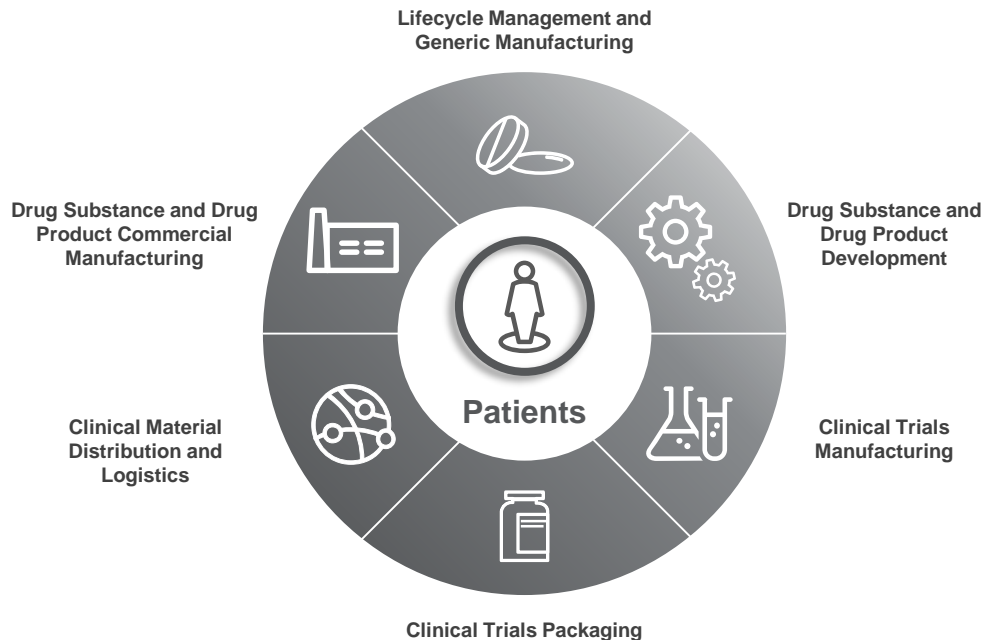 Lifecycle Management and
Generic Manufacturing
Drug Substance and Drug
Product Commercial
Manufacturing
Drug Substance and
Drug Product
Development
Patients
Clinical Material
Distribution and
Logistics
Clinical Trials
Manufacturing
Clinical Trials Packaging